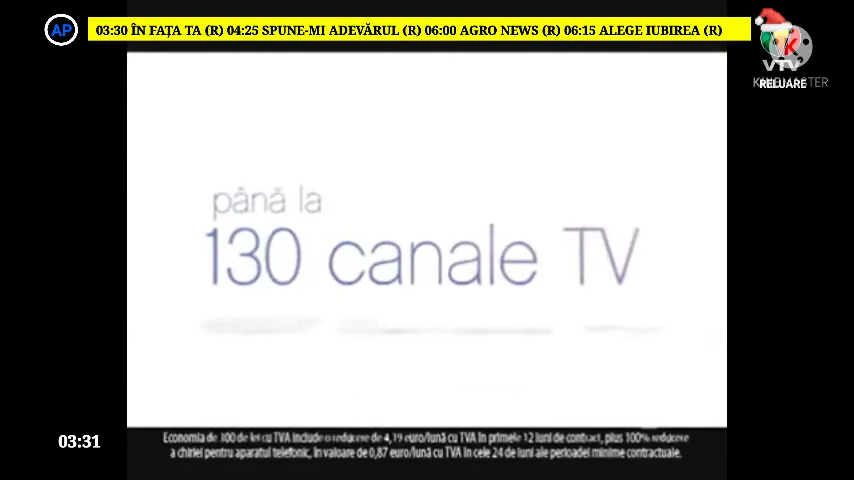 AP
03:30 ÎN FAȚA TA (R) 04:25 SPUNE-MI ADEVĂRUL (R) 06:00 AGRO NEWS (R) 06:15 ALEGE IUBIREA (R)
VTV
KINEMASTER
RELUARE
până la
130 canale TV
03:31
Economia de 100 de lei cu TVA include o reducere de 4,19 euro/lună cu TVA în primele 12 luni de contract, plus 100% reducere
a chiriei pentru aparatul telefonic, în valoare de 0,87 euro/lună cu TVA în cele 24 de luni ale perioadei minime contractuale.